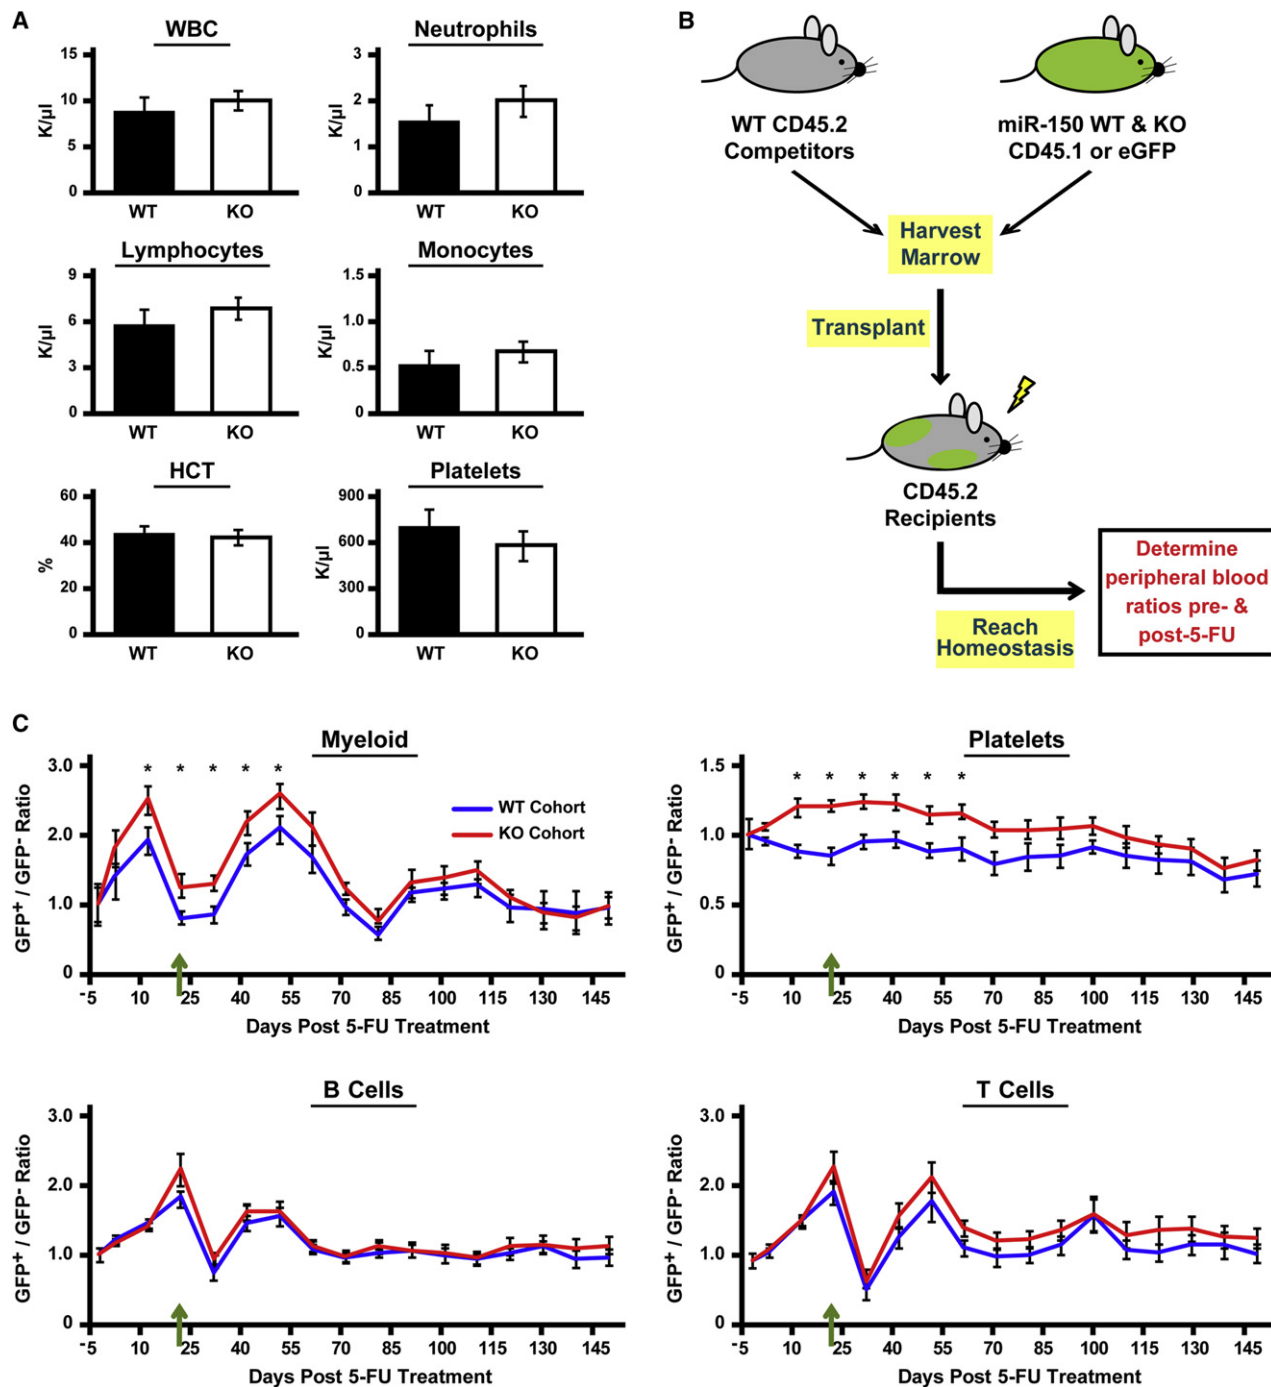 A
WBC
15
10
5
0
K/µl
WT
KO
Neutrophils
3
2
1
0
K/µl
WT
KO
Lymphocytes
9
6
3
0
K/µl
WT
KO
Monocytes
1.5
1.0
0.5
0
K/µl
WT
KO
HCT
60
40
20
0
%
WT
KO
Platelets
900
600
300
0
K/µl
WT
KO
B
WT CD45.2
Competitors
miR-150 WT & KO
CD45.1 or eGFP
Harvest
Marrow
Transplant
CD45.2
Recipients
Reach
Homeostasis
Determine
peripheral blood
ratios pre- &
post-5-FU
C
Myeloid
3.0
2.0
1.0
0
GFP+ / GFP- Ratio
* * * * *
WT Cohort
KO Cohort
-5 10 25 40 55 70 85 100 115 130 145
Days Post 5-FU Treatment
Platelets
1.5
1.0
0.5
0
GFP+ / GFP- Ratio
* * * * * *
-5 10 25 40 55 70 85 100 115 130 145
Days Post 5-FU Treatment
B Cells
3.0
2.0
1.0
0
GFP+ / GFP- Ratio
-5 10 25 40 55 70 85 100 115 130 145
Days Post 5-FU Treatment
T Cells
3.0
2.0
1.0
0
GFP+ / GFP- Ratio
-5 10 25 40 55 70 85 100 115 130 145
Days Post 5-FU Treatment